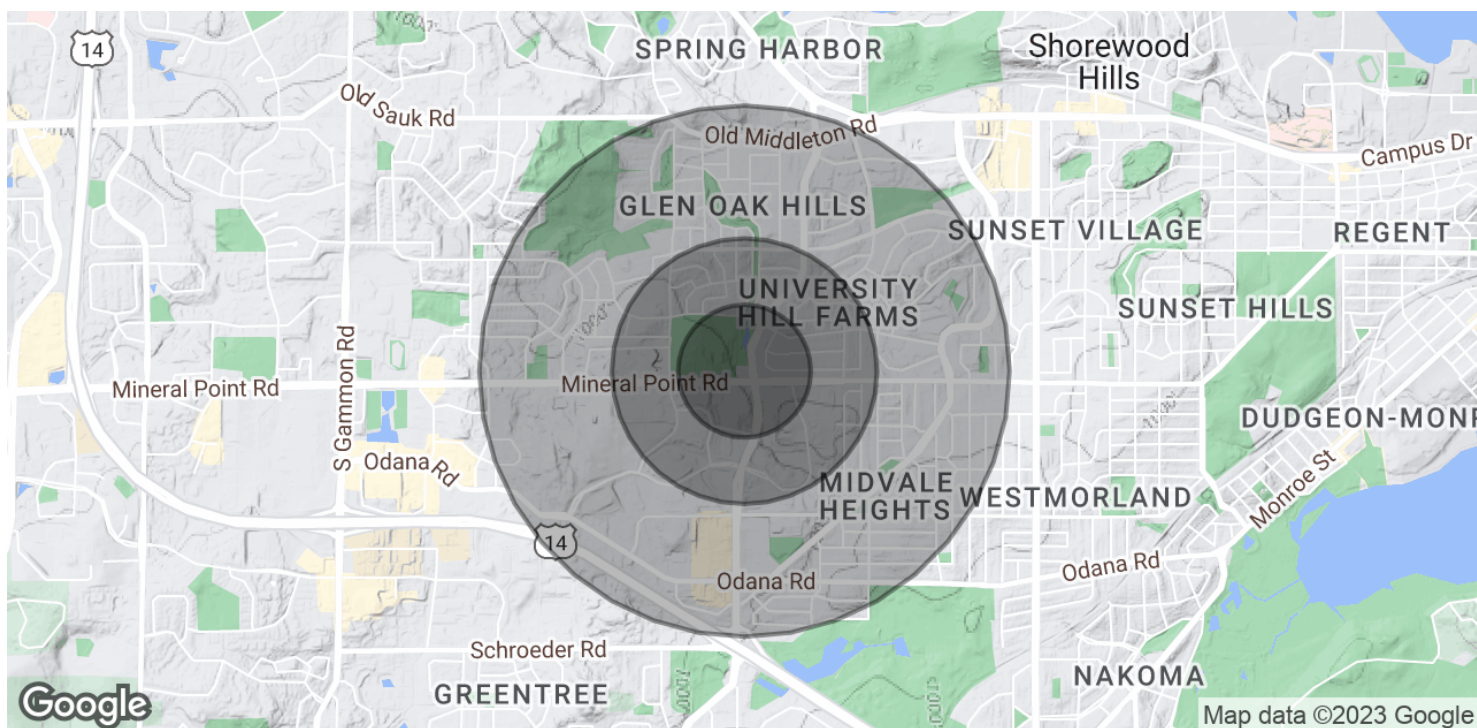 14
SPRING HARBOR
Shorewood
Hills
Old Sauk Rd
Old Middleton Rd
Campus Dr
GLEN OAK HILLS
SUNSET VILLAGE
REGENT
UNIVERSITY
HILL FARMS
SUNSET HILLS
S Gammon Rd
Mineral Point Rd
Mineral Point Rd
DUDGEON-MONR
Odana Rd
MIDVALE
HEIGHTS
WESTMORLAND
Monroe St
14
Odana Rd
Odana Rd
Schroeder Rd
GREENTREE
NAKOMA
Google
Map data ©2023 Google